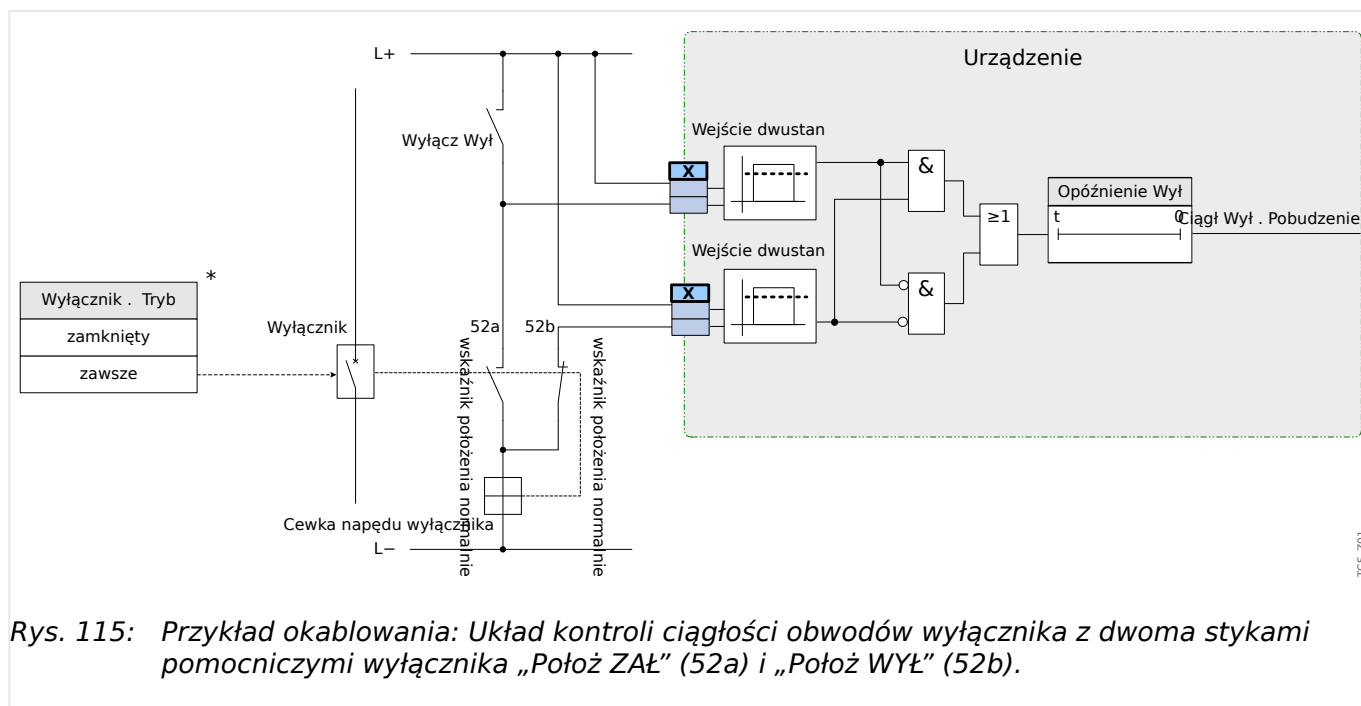 L+
Urządzenie
Wyłącz Wył
Wejście dwustan
X
&
Opóźnienie Wył
t 0
≥1
Ciągł Wył . Pobudzenie
Wejście dwustan
X
&
*
Wyłącznik . Tryb
zamknięty
zawsze
Wyłącznik
52a 52b
wskaźnik położenia normalnie
wskaźnik położenia normalnie
Cewka napędu wyłącznika
L−
Rys. 115: Przykład okablowania: Układ kontroli ciągłości obwodów wyłącznika z dwoma stykami
pomocniczymi wyłącznika „Położ ZAŁ” (52a) i „Położ WYŁ” (52b).